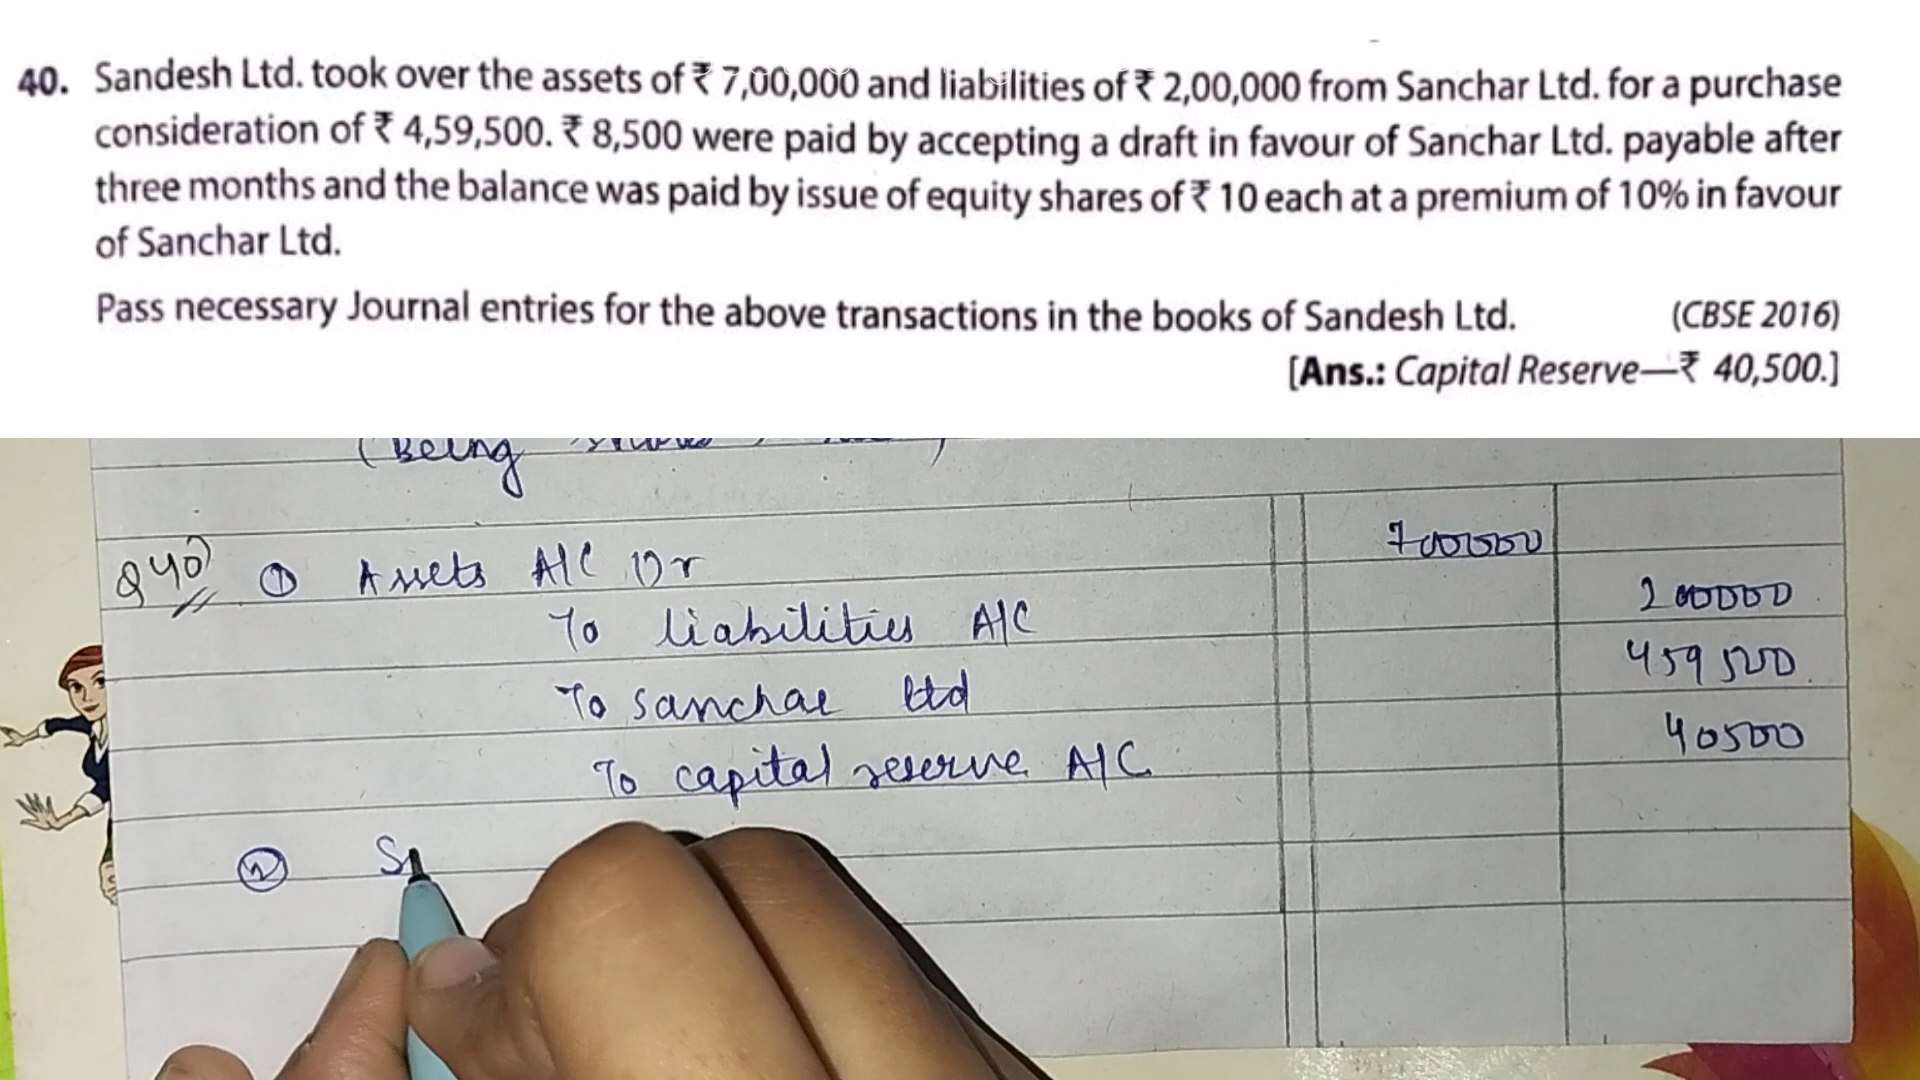 40. Sandesh Ltd. took over the assets of ₹ 7,00,000 and liabilities of ₹ 2,00,000 from Sanchar Ltd. for a purchase
consideration of ₹ 4,59,500. ₹ 8,500 were paid by accepting a draft in favour of Sanchar Ltd. payable after
three months and the balance was paid by issue of equity shares of ₹ 10 each at a premium of 10% in favour
of Sanchar Ltd.
Pass necessary Journal entries for the above transactions in the books of Sandesh Ltd. (CBSE 2016)
[Ans.: Capital Reserve—₹ 40,500.]
(Being
Q40) ① Assets A/C Dr 700000
To liabilities A/C 200000
To Sanchar ltd 459500
To capital reserve A/C 40500
② S